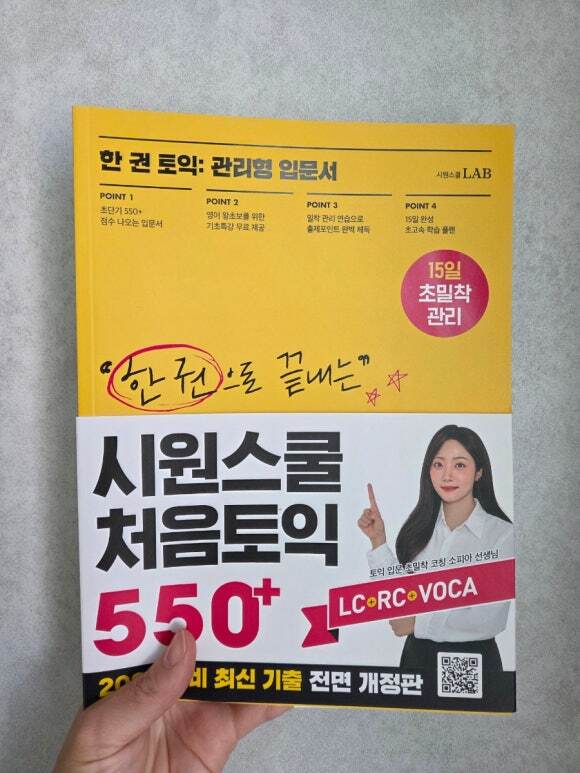 한 권 토익: 관리형 입문서
시원스쿨 LAB
POINT 1
초단기 550+
점수 나오는 입문서
POINT 2
영어 왕초보를 위한
기초특강 무료 제공
POINT 3
밀착 관리 연습으로
출제포인트 완벽 체득
POINT 4
15일 완성
초고속 학습 플랜
15일
초밀착
관리
"한 권으로 끝내는"
시원스쿨
처음토익
550+
토익 입문 초밀착 코칭 소피아 선생님
LC+RC+VOCA
최신 기출 전면 개정판